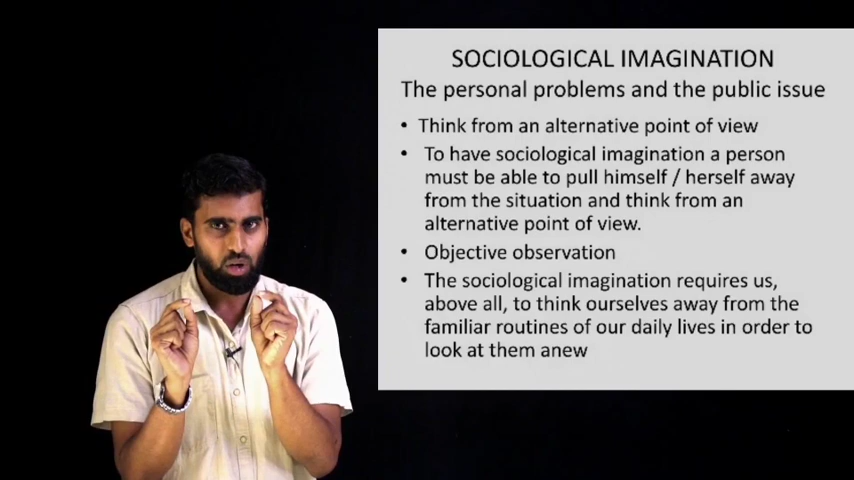 SOCIOLOGICAL IMAGINATION
The personal problems and the public issue
• Think from an alternative point of view
• To have sociological imagination a person
must be able to pull himself / herself away
from the situation and think from an
alternative point of view.
• Objective observation
• The sociological imagination requires us,
above all, to think ourselves away from the
familiar routines of our daily lives in order to
look at them anew